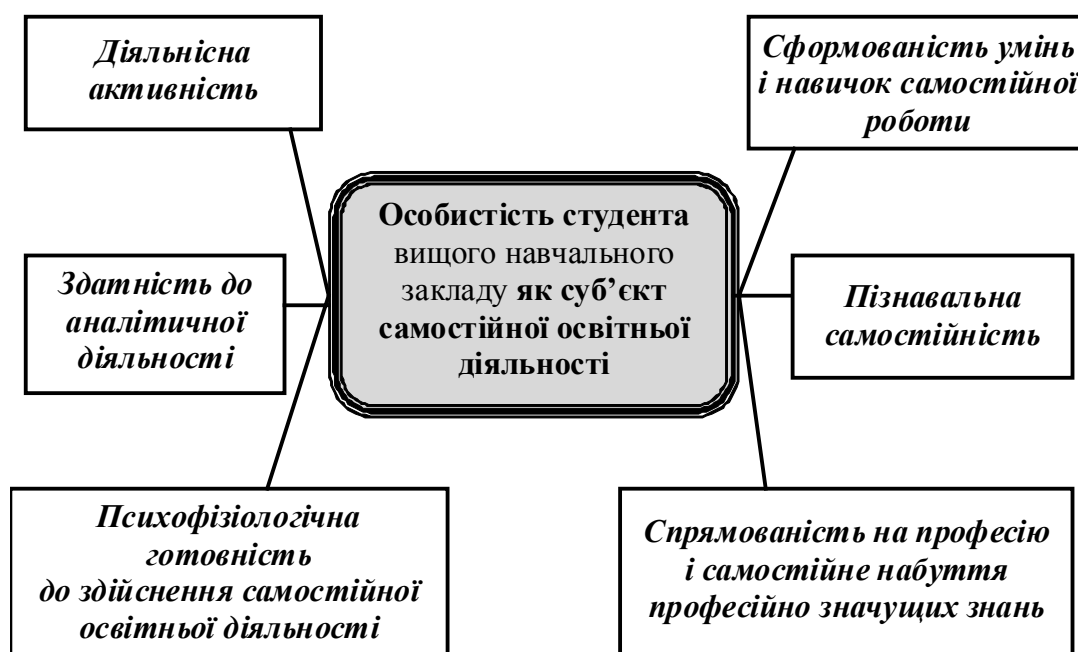 Діяльнісна
активність
Сформованість умінь
і навичок самостійної
роботи
Особистість студента
вищого навчального
закладу як суб’єкт
самостійної освітньої
діяльності
Здатність до
аналітичної
діяльності
Пізнавальна
самостійність
Психофізіологічна
готовність
до здійснення самостійної
освітньої діяльності
Спрямованість на професію
і самостійне набуття
професійно значущих знань